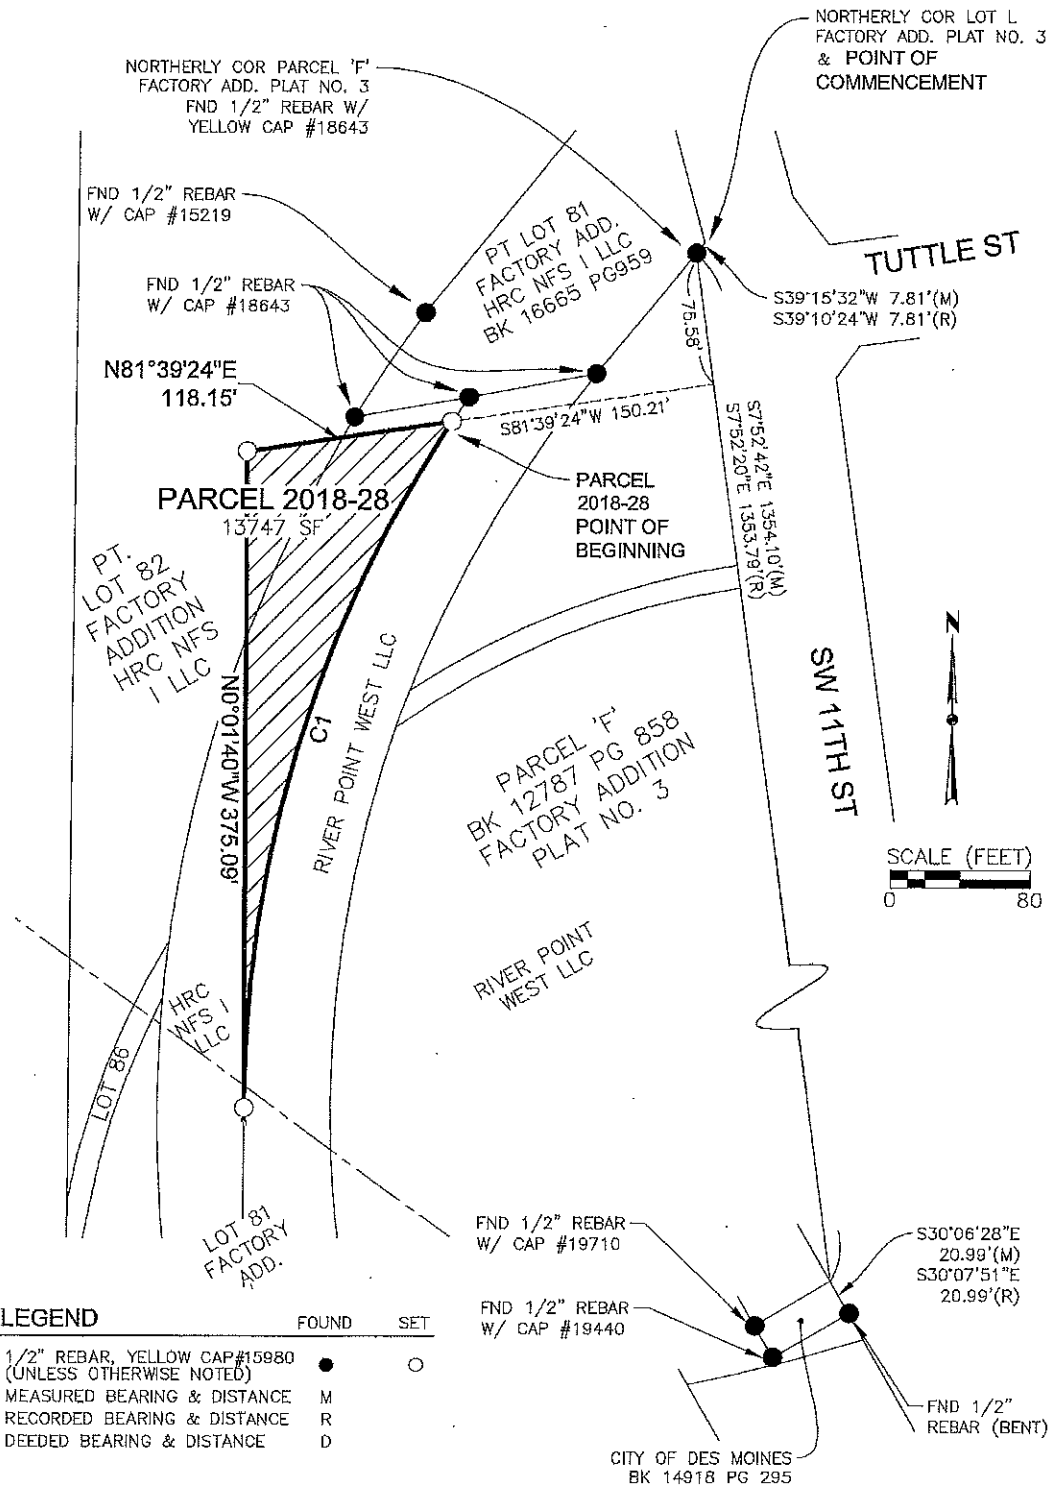 NORTHERLY COR LOT L
FACTORY ADD. PLAT NO. 3
& POINT OF
COMMENCEMENT
NORTHERLY COR PARCEL 'F'
FACTORY ADD. PLAT NO. 3
FND 1/2" REBAR W/
YELLOW CAP #18643
FND 1/2" REBAR
W/ CAP #15219
PT LOT 81
FACTORY ADD.
HRC NFS I LLC
BK 16665 PG959
TUTTLE ST
FND 1/2" REBAR
W/ CAP #18643
S39°15'32"W 7.81'(M)
S39°10'24"W 7.81'(R)
75.58'
N81°39'24"E
118.15'
S81°39'24"W 150.21'
S7°52'42"E 1354.10'(M)
S7°52'20"E 1353.79'(R)
PARCEL 2018-28
13747 SF
PARCEL
2018-28
POINT OF
BEGINNING
PT.
LOT 82
FACTORY
ADDITION
HRC NFS
I LLC
N0°01'40"W 375.09'
C1
RIVER POINT WEST LLC
PARCEL 'F'
BK 12787 PG 858
FACTORY ADDITION
PLAT NO. 3
SW 11TH ST
N
SCALE (FEET)
0 80
RIVER POINT
WEST LLC
HRC
NFS I
LLC
LOT 86
LOT 81
FACTORY
ADD.
FND 1/2" REBAR
W/ CAP #19710
S30°06'28"E
20.99'(M)
S30°07'51"E
20.99'(R)
FND 1/2" REBAR
W/ CAP #19440
FND 1/2"
REBAR (BENT)
CITY OF DES MOINES
BK 14918 PG 295
LEGEND FOUND SET
1/2" REBAR, YELLOW CAP#15980
(UNLESS OTHERWISE NOTED)
MEASURED BEARING & DISTANCE M
RECORDED BEARING & DISTANCE R
DEEDED BEARING & DISTANCE D